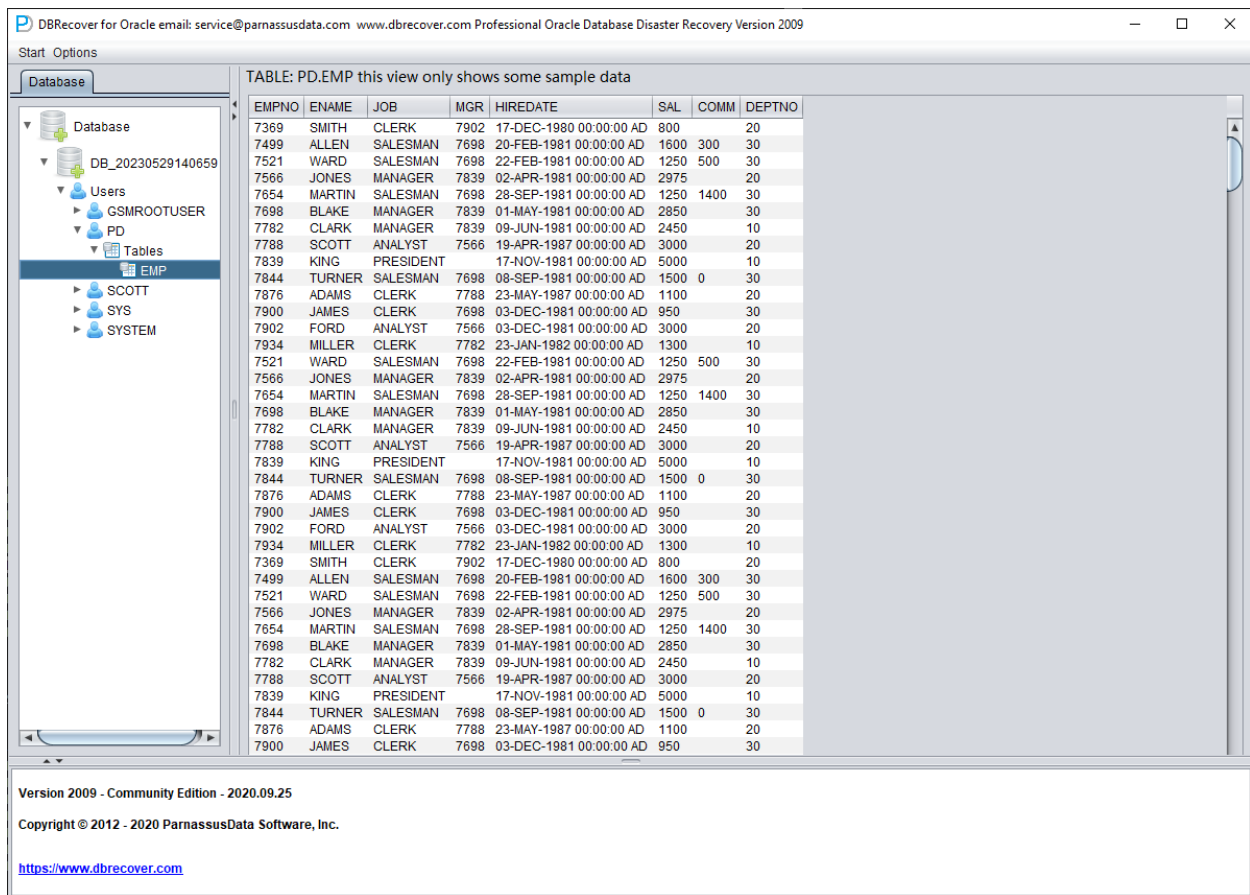 DBRecover for Oracle email: service@parnassusdata.com www.dbrecover.com Professional Oracle Database Disaster Recovery Version 2009
Start Options
Database
Database
DB_20230529140659
Users
GSMROOTUSER
PD
Tables
EMP
SCOTT
SYS
SYSTEM
TABLE: PD.EMP this view only shows some sample data
EMPNO ENAME JOB MGR HIREDATE SAL COMM DEPTNO
7369 SMITH CLERK 7902 17-DEC-1980 00:00:00 AD 800 20
7499 ALLEN SALESMAN 7698 20-FEB-1981 00:00:00 AD 1600 300 30
7521 WARD SALESMAN 7698 22-FEB-1981 00:00:00 AD 1250 500 30
7566 JONES MANAGER 7839 02-APR-1981 00:00:00 AD 2975 20
7654 MARTIN SALESMAN 7698 28-SEP-1981 00:00:00 AD 1250 1400 30
7698 BLAKE MANAGER 7839 01-MAY-1981 00:00:00 AD 2850 30
7782 CLARK MANAGER 7839 09-JUN-1981 00:00:00 AD 2450 10
7788 SCOTT ANALYST 7566 19-APR-1987 00:00:00 AD 3000 20
7839 KING PRESIDENT 17-NOV-1981 00:00:00 AD 5000 10
7844 TURNER SALESMAN 7698 08-SEP-1981 00:00:00 AD 1500 0 30
7876 ADAMS CLERK 7788 23-MAY-1987 00:00:00 AD 1100 20
7900 JAMES CLERK 7698 03-DEC-1981 00:00:00 AD 950 30
7902 FORD ANALYST 7566 03-DEC-1981 00:00:00 AD 3000 20
7934 MILLER CLERK 7782 23-JAN-1982 00:00:00 AD 1300 10
7521 WARD SALESMAN 7698 22-FEB-1981 00:00:00 AD 1250 500 30
7566 JONES MANAGER 7839 02-APR-1981 00:00:00 AD 2975 20
7654 MARTIN SALESMAN 7698 28-SEP-1981 00:00:00 AD 1250 1400 30
7698 BLAKE MANAGER 7839 01-MAY-1981 00:00:00 AD 2850 30
7782 CLARK MANAGER 7839 09-JUN-1981 00:00:00 AD 2450 10
7788 SCOTT ANALYST 7566 19-APR-1987 00:00:00 AD 3000 20
7839 KING PRESIDENT 17-NOV-1981 00:00:00 AD 5000 10
7844 TURNER SALESMAN 7698 08-SEP-1981 00:00:00 AD 1500 0 30
7876 ADAMS CLERK 7788 23-MAY-1987 00:00:00 AD 1100 20
7900 JAMES CLERK 7698 03-DEC-1981 00:00:00 AD 950 30
7902 FORD ANALYST 7566 03-DEC-1981 00:00:00 AD 3000 20
7934 MILLER CLERK 7782 23-JAN-1982 00:00:00 AD 1300 10
7369 SMITH CLERK 7902 17-DEC-1980 00:00:00 AD 800 20
7499 ALLEN SALESMAN 7698 20-FEB-1981 00:00:00 AD 1600 300 30
7521 WARD SALESMAN 7698 22-FEB-1981 00:00:00 AD 1250 500 30
7566 JONES MANAGER 7839 02-APR-1981 00:00:00 AD 2975 20
7654 MARTIN SALESMAN 7698 28-SEP-1981 00:00:00 AD 1250 1400 30
7698 BLAKE MANAGER 7839 01-MAY-1981 00:00:00 AD 2850 30
7782 CLARK MANAGER 7839 09-JUN-1981 00:00:00 AD 2450 10
7788 SCOTT ANALYST 7566 19-APR-1987 00:00:00 AD 3000 20
7839 KING PRESIDENT 17-NOV-1981 00:00:00 AD 5000 10
7844 TURNER SALESMAN 7698 08-SEP-1981 00:00:00 AD 1500 0 30
7876 ADAMS CLERK 7788 23-MAY-1987 00:00:00 AD 1100 20
7900 JAMES CLERK 7698 03-DEC-1981 00:00:00 AD 950 30
Version 2009 - Community Edition - 2020.09.25
Copyright © 2012 - 2020 ParnassusData Software, Inc.
https://www.dbrecover.com